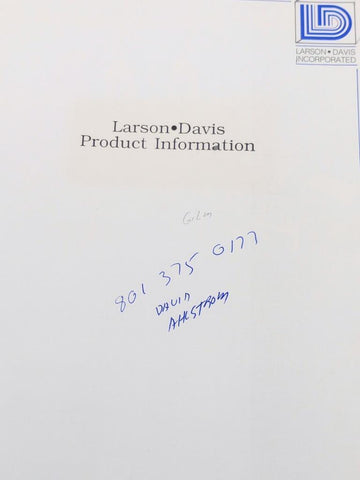 LARSON•DAVIS
INCORPORATED
Larson•Davis
Product Information
801 375 0177
DAVID
AHLSTROM